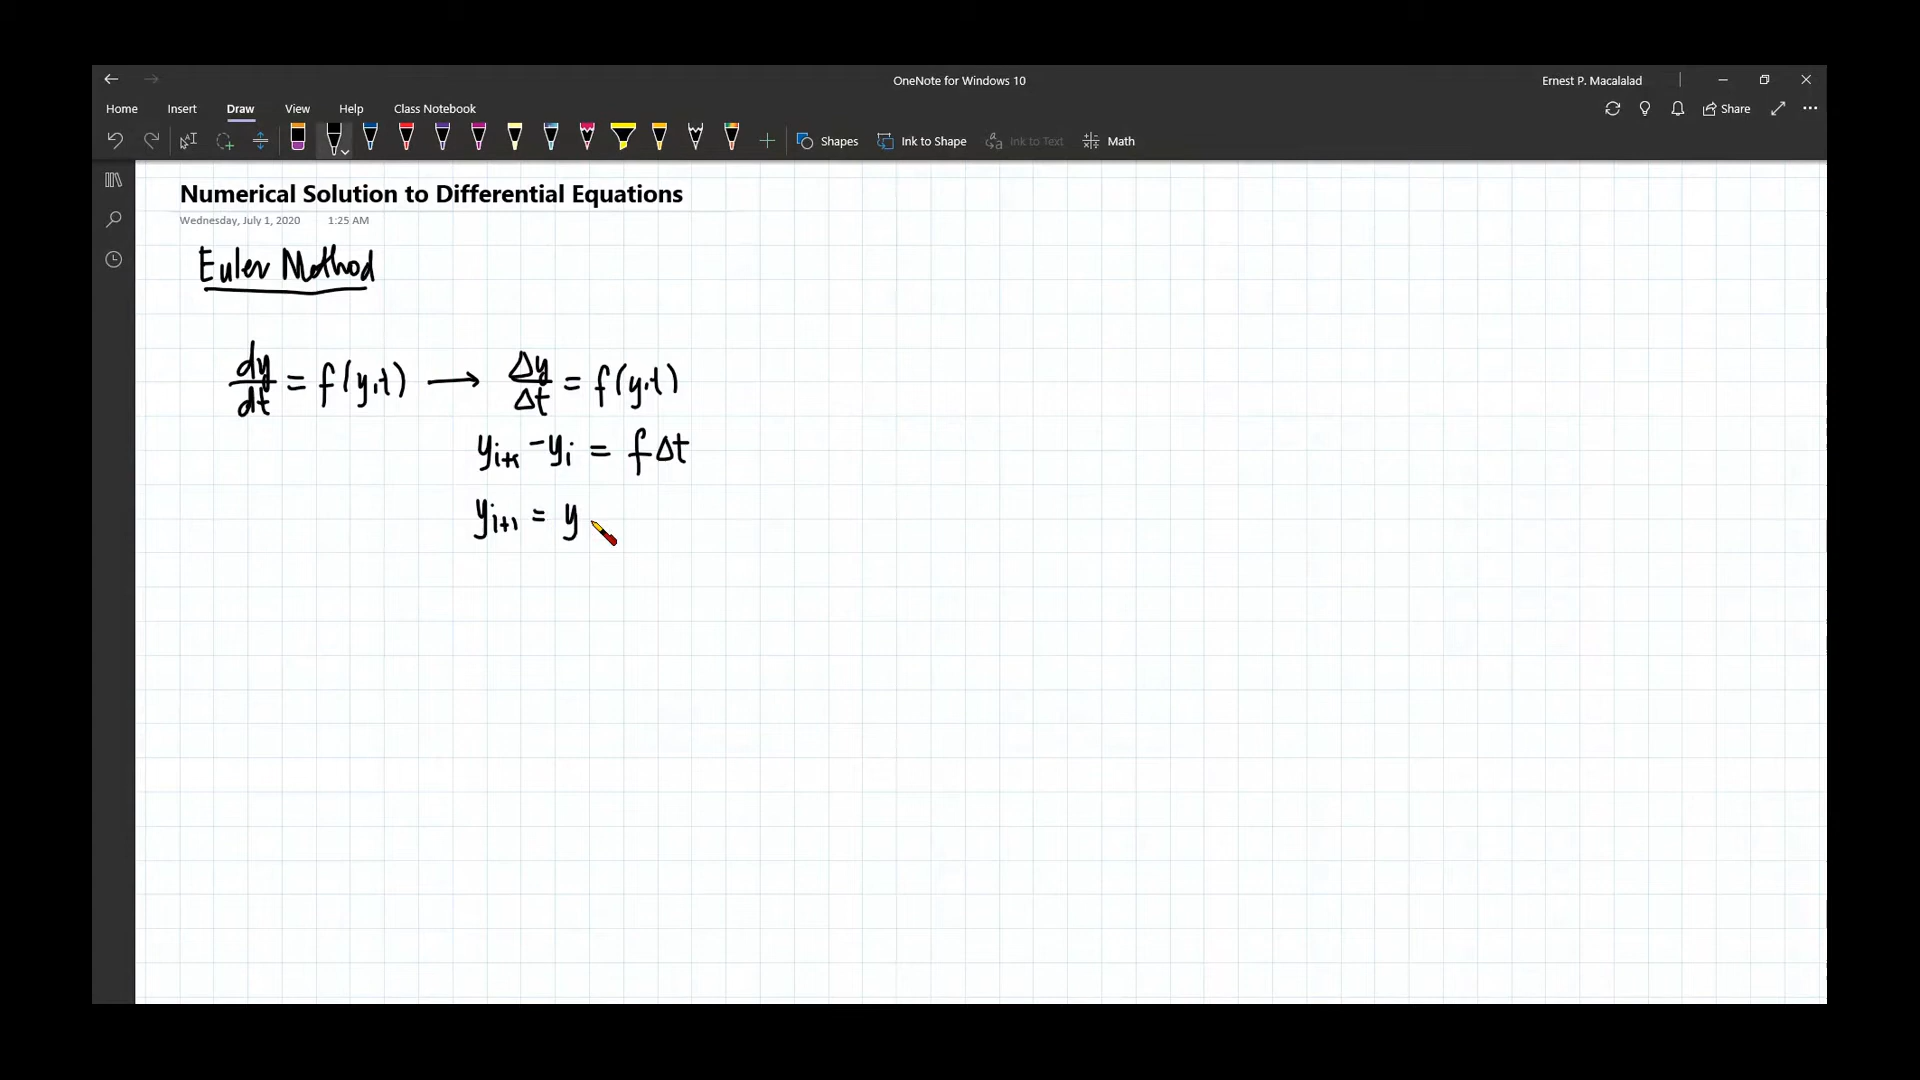 OneNote for Windows 10
Ernest P. Macalalad
Home Insert Draw View Help Class Notebook
Share
Shapes Ink to Shape Ink to Text Math
Numerical Solution to Differential Equations
Wednesday, July 1, 2020 1:25 AM
Euler Method
dy/dt = f(y,t) → Δy/Δt = f(y,t)
yᵢ₊₁ - yᵢ = fΔt
yᵢ₊₁ = y